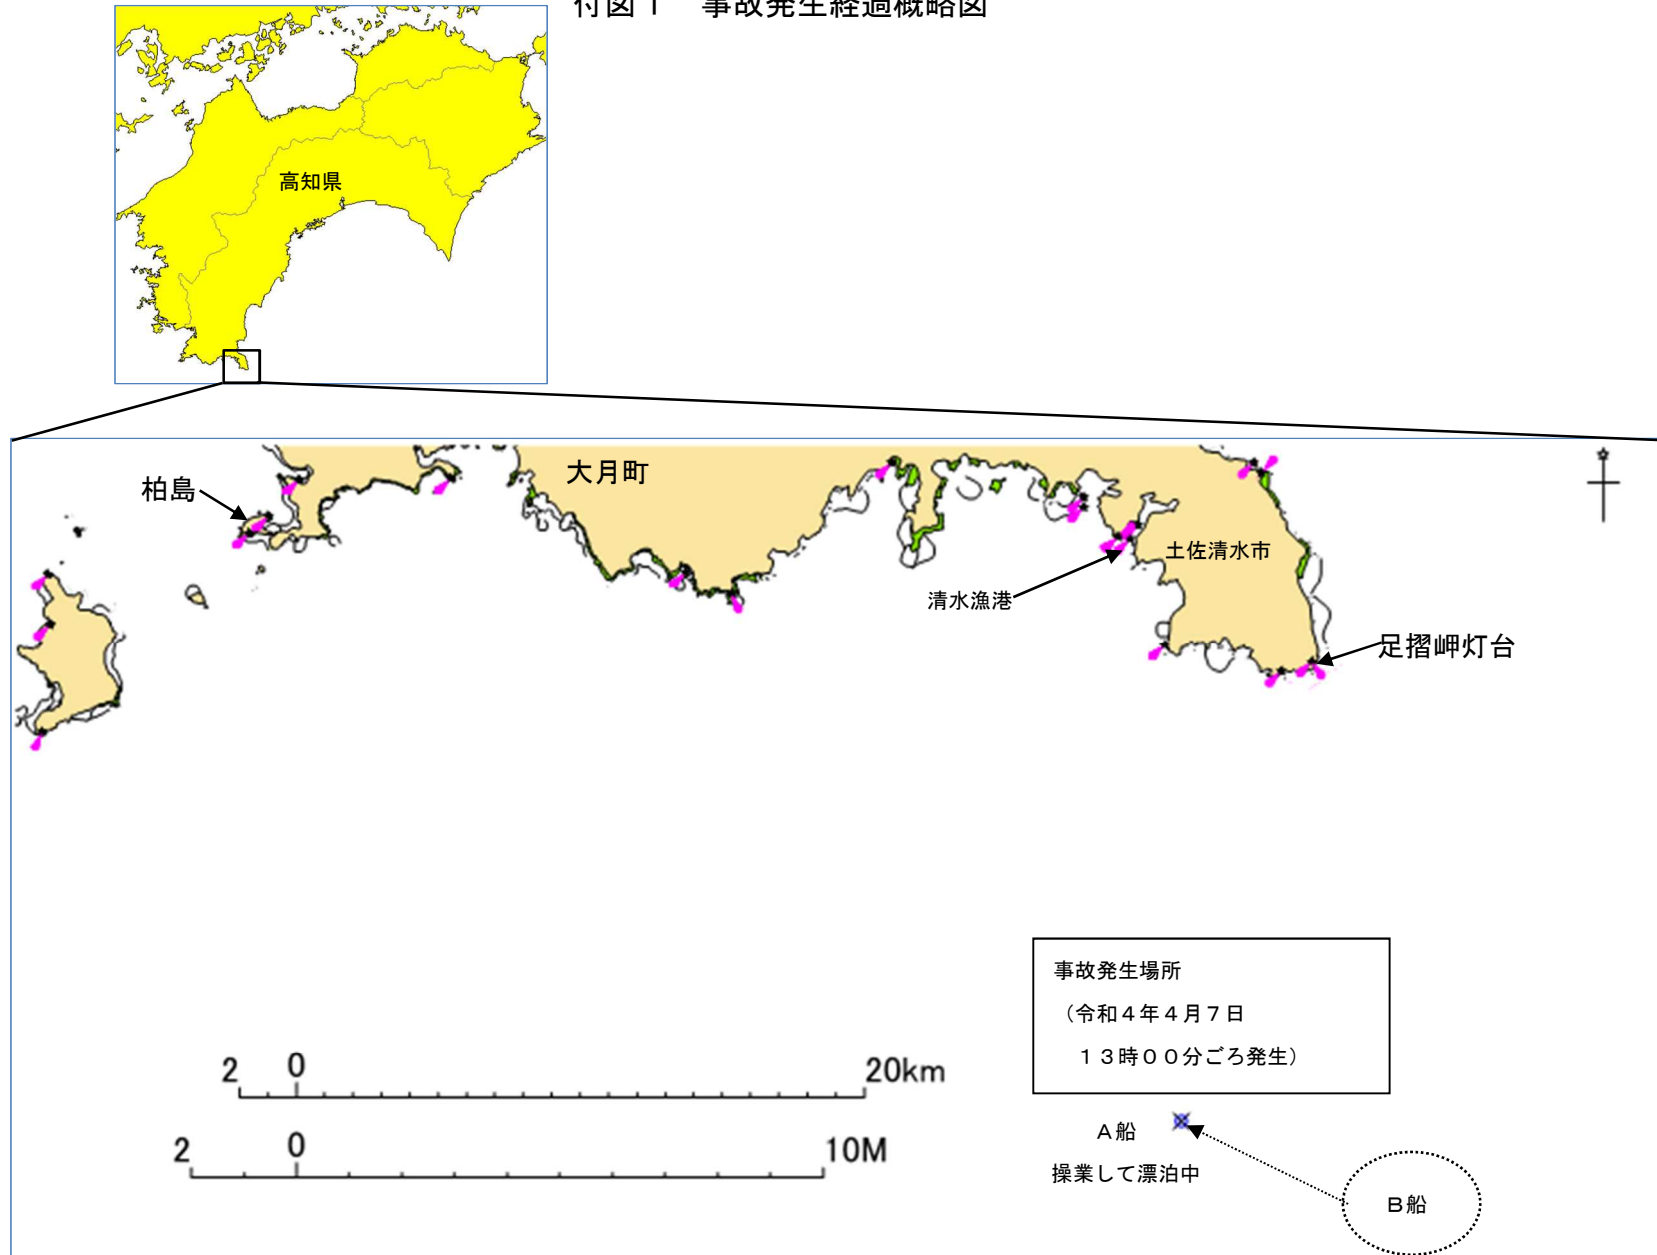 付図１　事故発生経過概略図
高知県
柏島
大月町
土佐清水市
清水漁港
足摺岬灯台
事故発生場所
（令和４年４月７日
１３時００分ごろ発生）
2 0 20km
2 0 10M
Ａ船
操業して漂泊中
Ｂ船